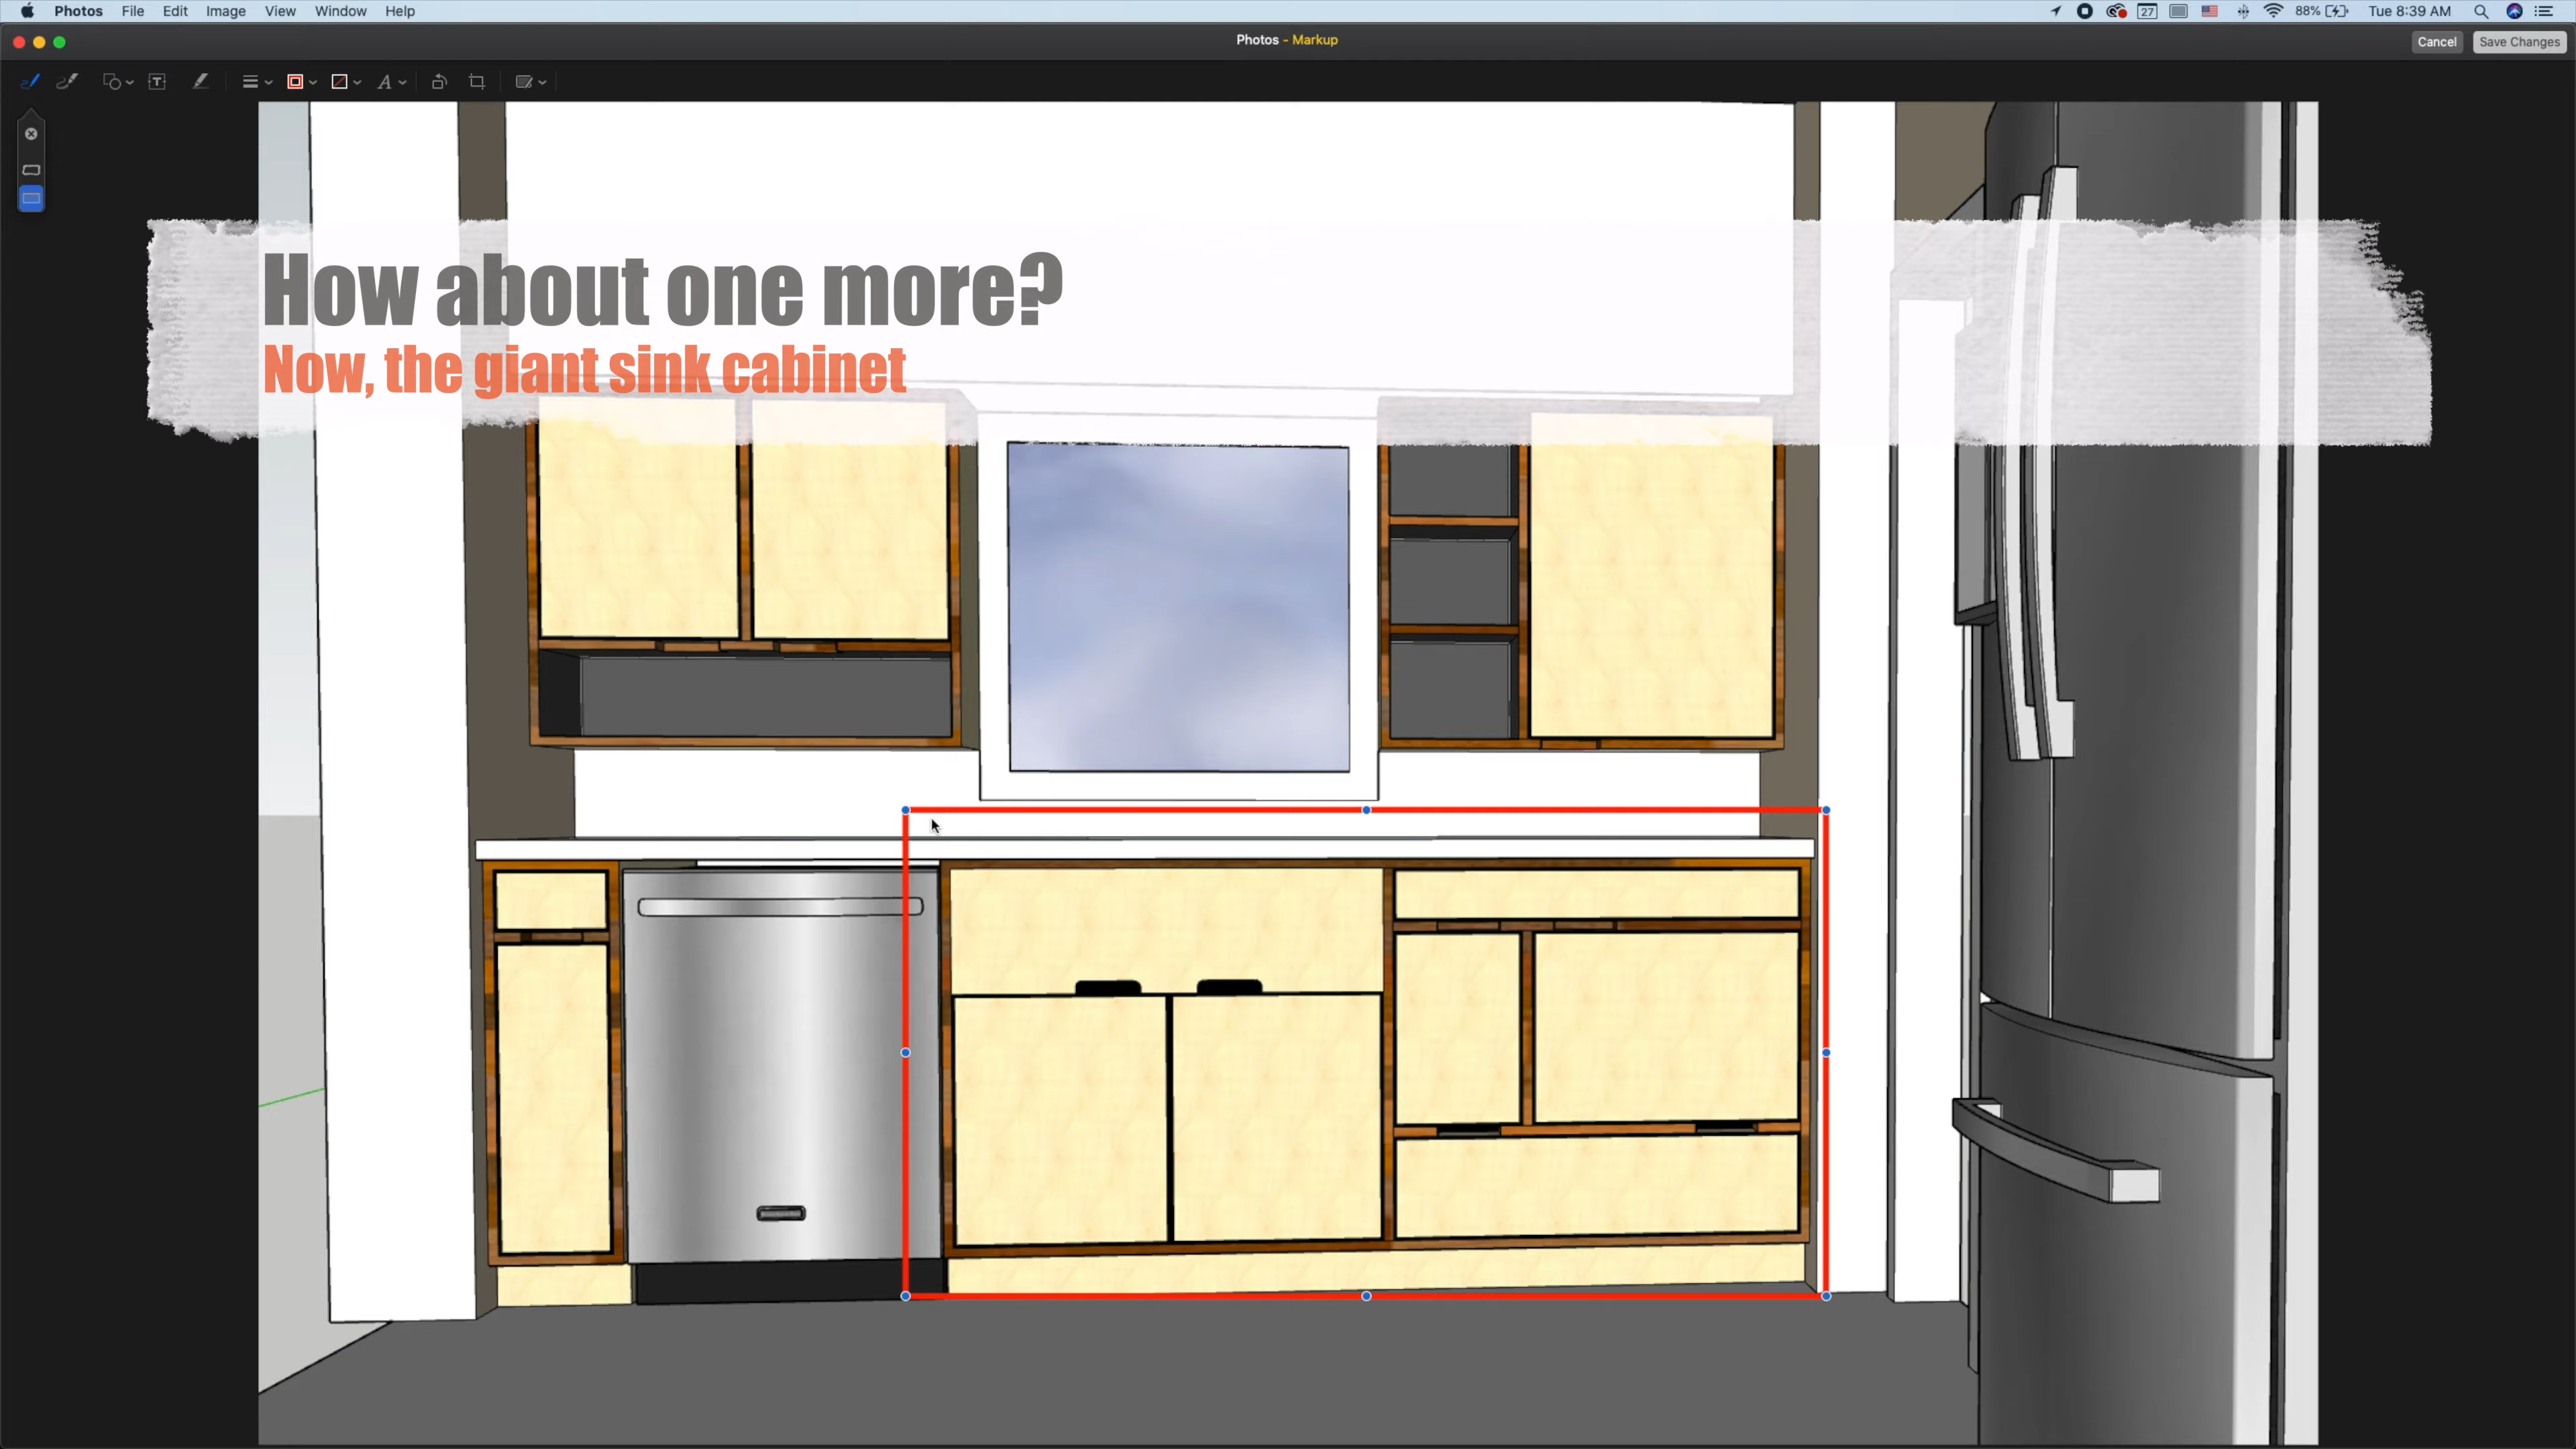 Photos File Edit Image View Window Help
27 88% Tue 8:39 AM
Photos - Markup
Cancel Save Changes
T A
How about one more?
Now, the giant sink cabinet